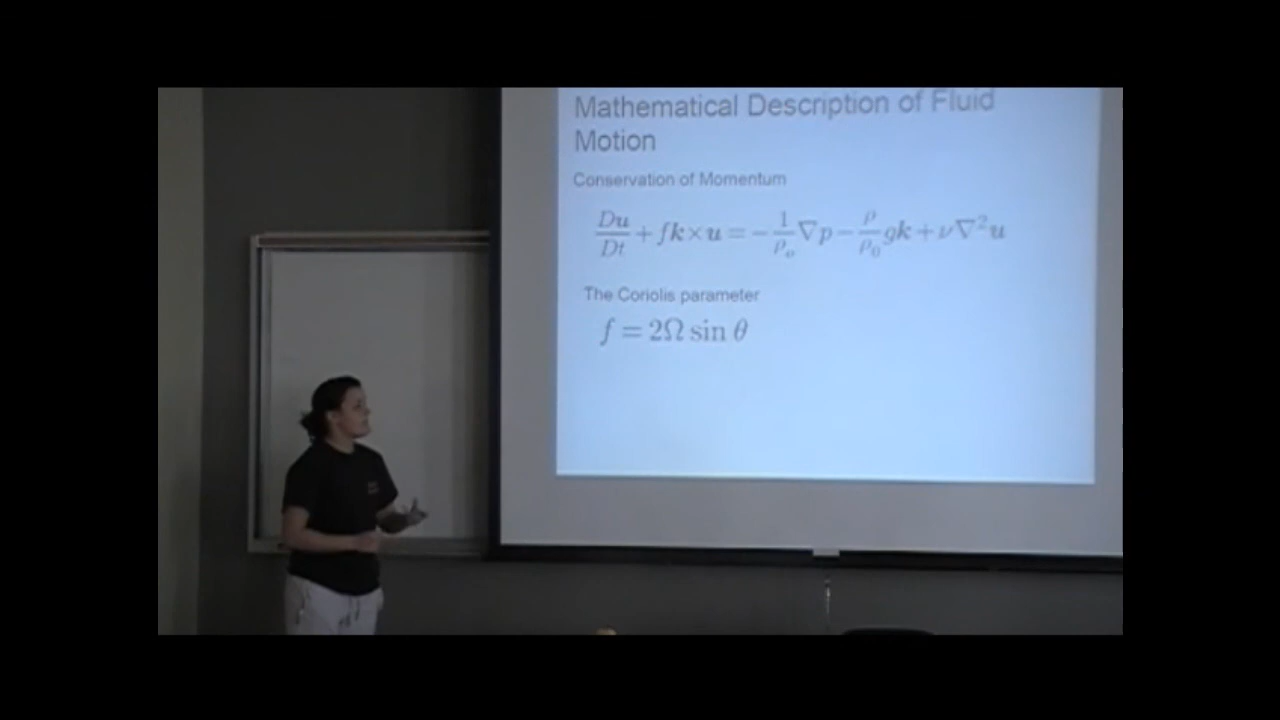 Mathematical Description of Fluid
Motion
Conservation of Momentum
Du/Dt + fk × u = −1/ρ₀ ∇p − ρ/ρ₀ gk + ν∇²u
The Coriolis parameter
f = 2Ω sin θ